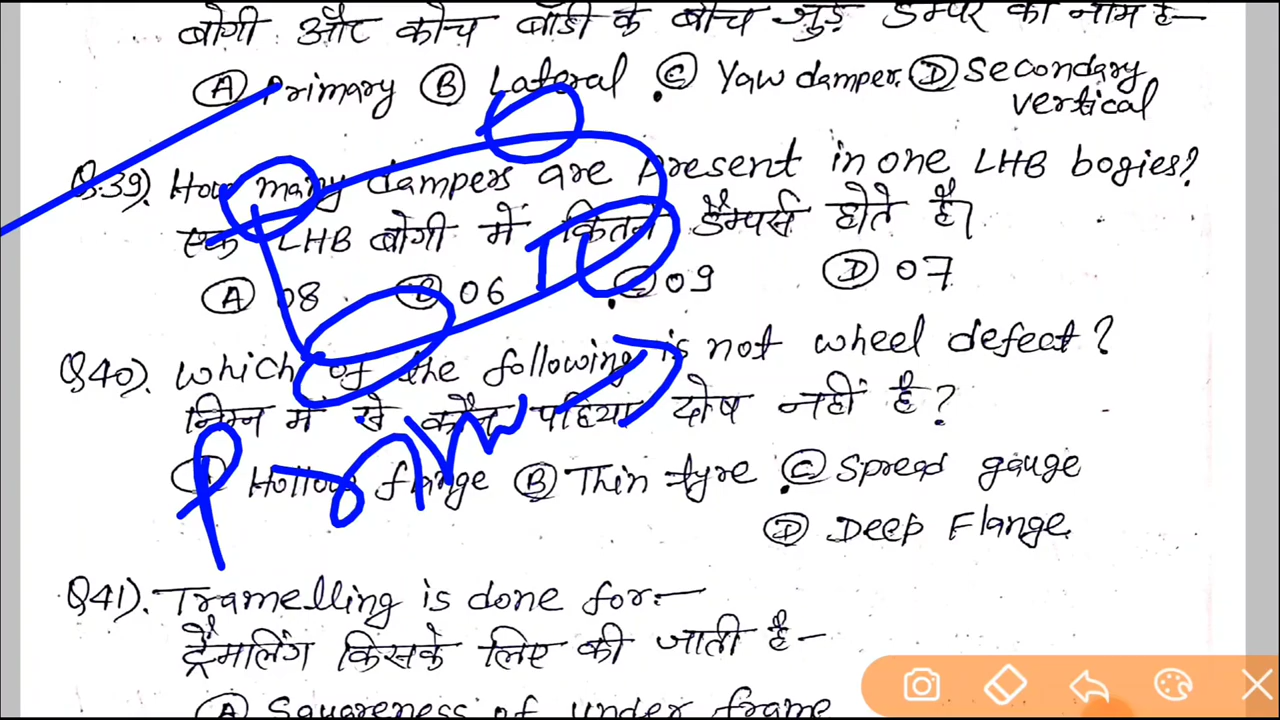 बोगी और कोच बॉडी के बीच जुड़े डम्पर का नाम है-
(A) Primary (B) Lateral (C) Yaw damper (D) Secondary vertical
Q.39). How many dampers are present in one LHB bogies?
एक LHB बोगी में कितने डैम्पर्स होते हैं।
(A) 08 (B) 06 (C) 09 (D) 07
Q40). Which of the following is not wheel defect?
निम्न में से कौन पहिया दोष नहीं है?
(A) Hollow flange (B) Thin tyre (C) Spread gauge
(D) Deep Flange
Q41). Tramelling is done for:-
ट्रैमलिंग किसके लिए की जाती है-
(A) Squareness of under frame